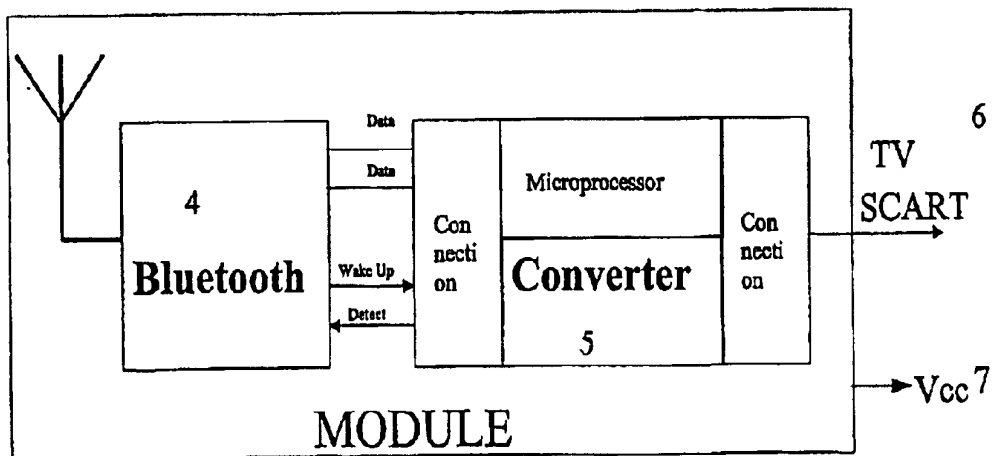 6
TV
SCART
Data
Data
4
Bluetooth
Wake Up
Detect
Con
necti
on
Microprocessor
Converter
5
Con
necti
on
Vcc 7
MODULE